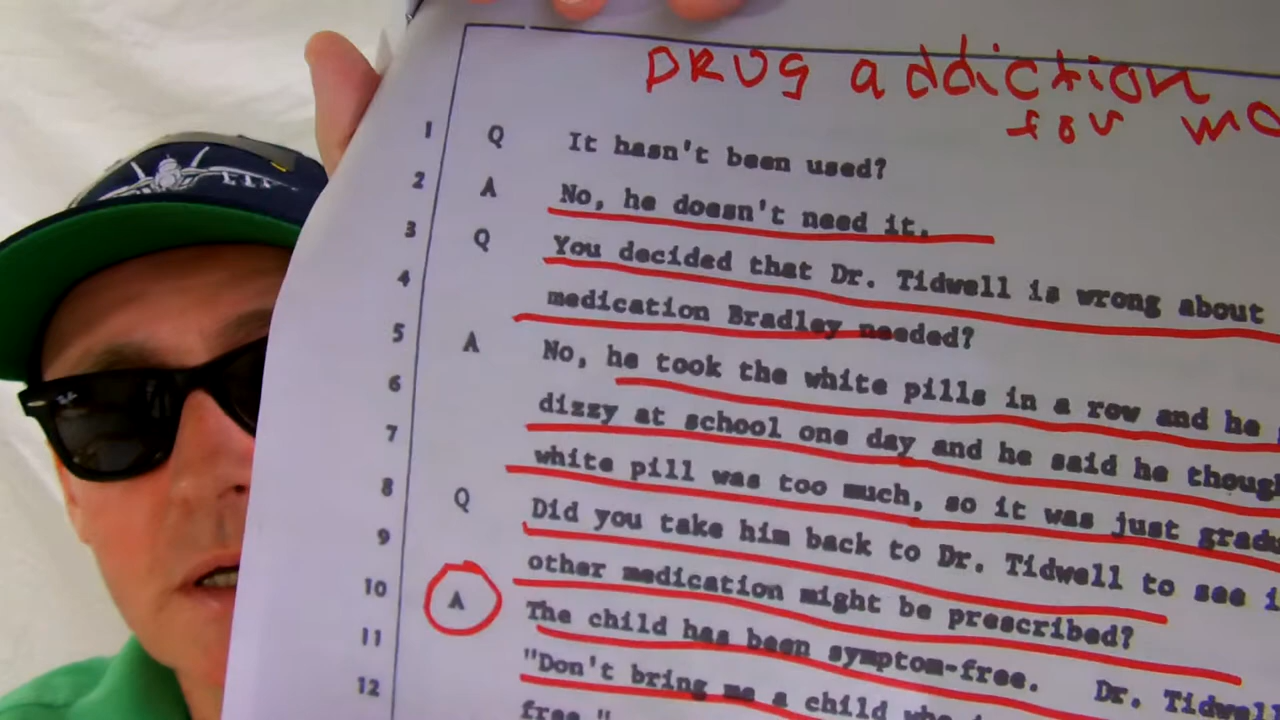 DRUG addiction
for
1 Q It hasn't been used?
2 A No, he doesn't need it.
3 Q You decided that Dr. Tidwell is wrong about
4 medication Bradley needed?
5 A No, he took the white pills in a row and he
6 dizzy at school one day and he said he
7 white pill was too much, so it was just
8 Q Did you take him back to Dr. Tidwell to see
9 other medication might be prescribed?
10 A The child has been symptom-free. Dr. Tidwell
11 "Don't bring me a child
12 free."
Ray-Ban